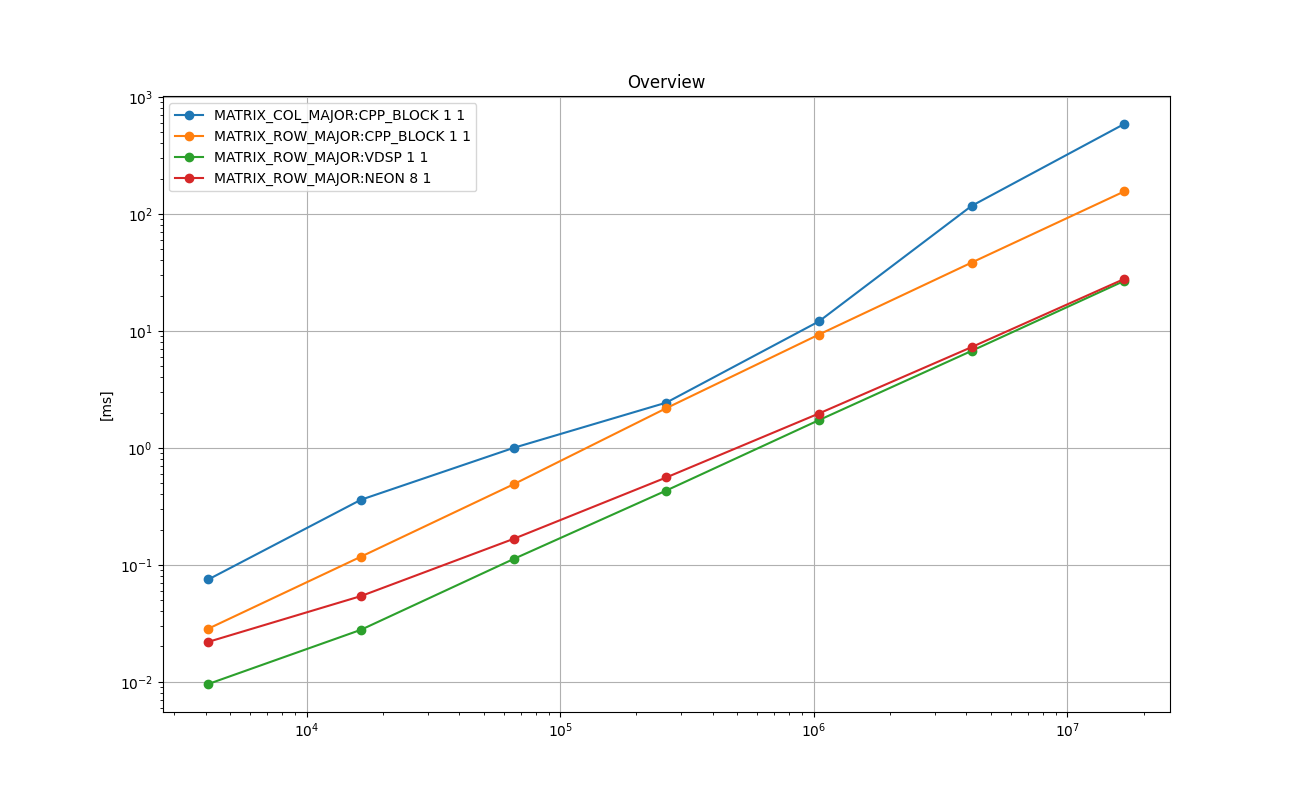 Overview
MATRIX_COL_MAJOR:CPP_BLOCK 1 1
MATRIX_ROW_MAJOR:CPP_BLOCK 1 1
MATRIX_ROW_MAJOR:VDSP 1 1
MATRIX_ROW_MAJOR:NEON 8 1
[ms]
10³
10²
10¹
10⁰
10⁻¹
10⁻²
10⁴ 10⁵ 10⁶ 10⁷